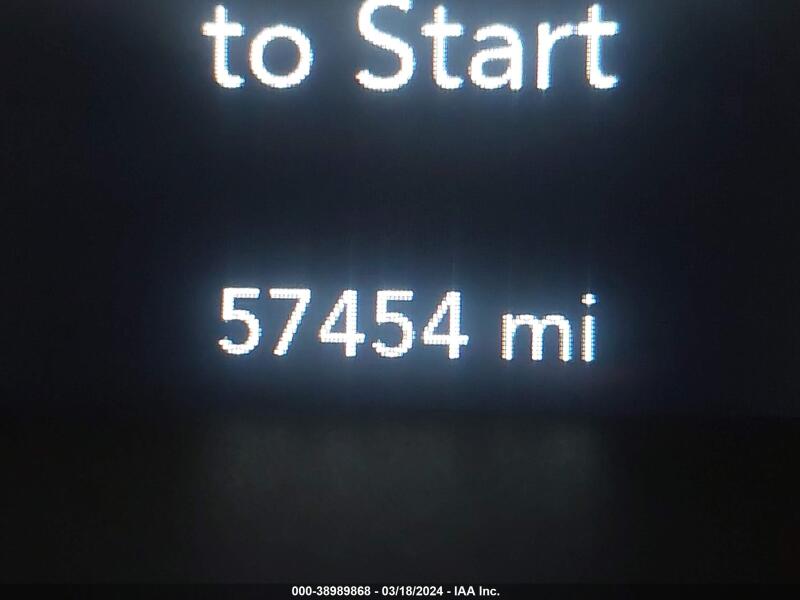 to Start
57454 mi
000-38989868 - 03/18/2024 - IAA Inc.